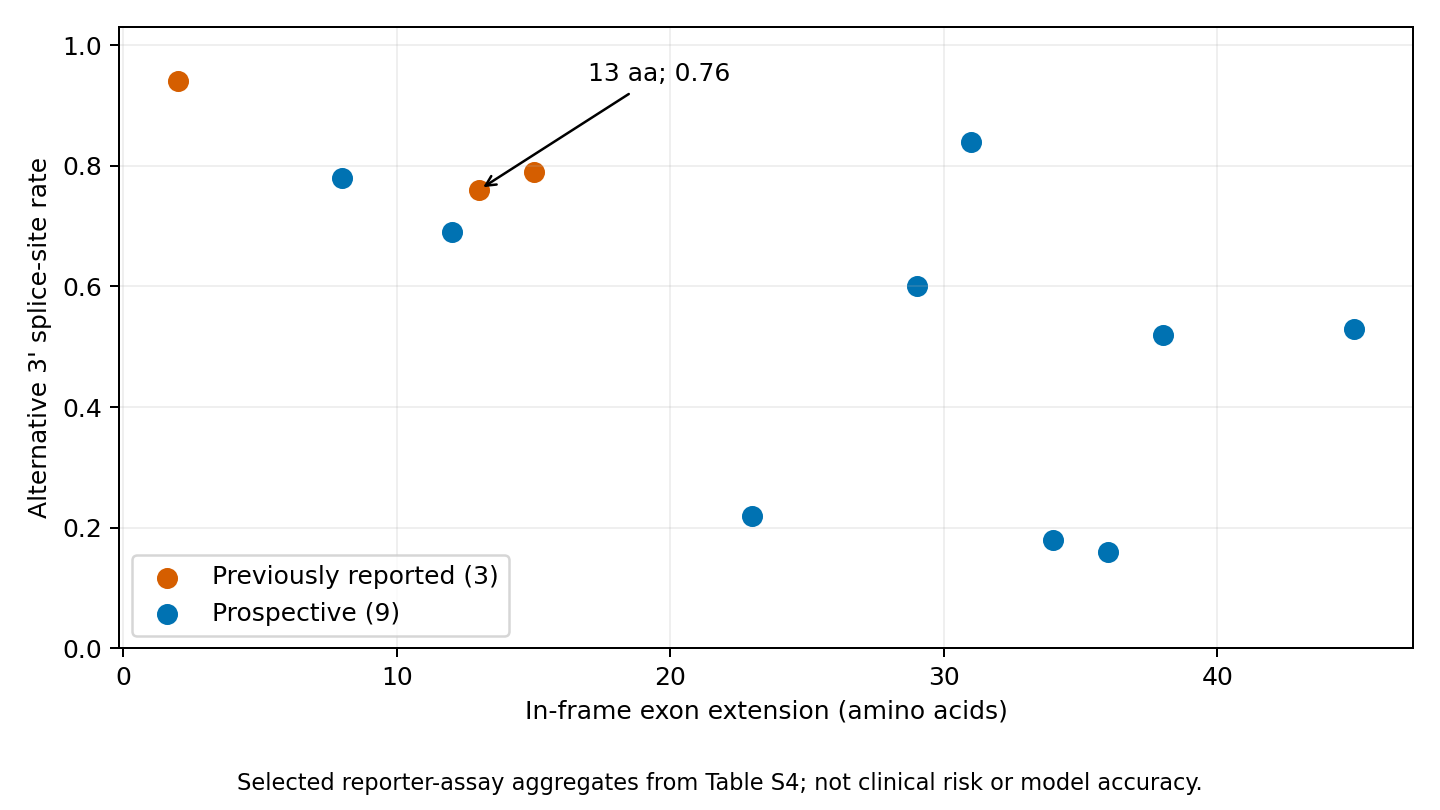 13 aa; 0.76
1.0
0.8
0.6
0.4
0.2
0.0
Alternative 3' splice-site rate
Previously reported (3)
Prospective (9)
0 10 20 30 40
In-frame exon extension (amino acids)
Selected reporter-assay aggregates from Table S4; not clinical risk or model accuracy.